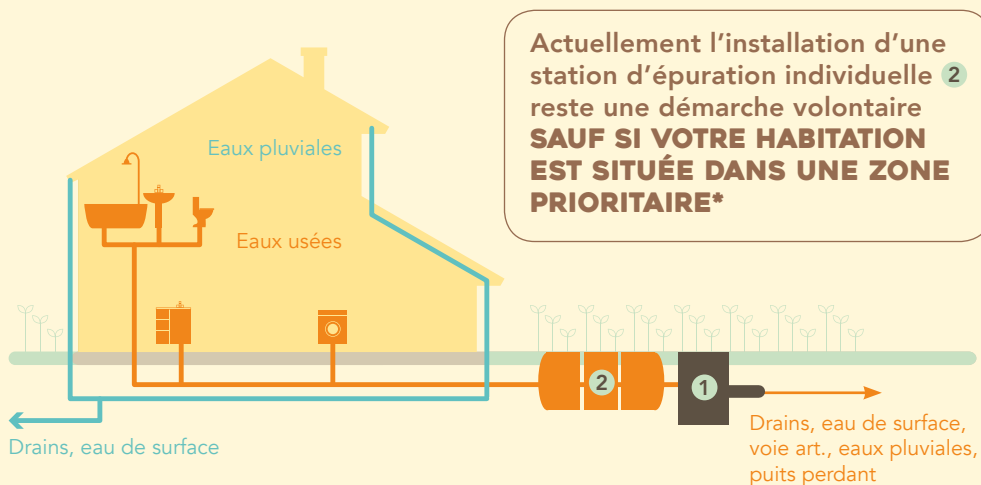 Actuellement l'installation d'une
station d'épuration individuelle 2
reste une démarche volontaire
SAUF SI VOTRE HABITATION
EST SITUÉE DANS UNE ZONE
PRIORITAIRE*
Eaux pluviales
Eaux usées
2
1
Drains, eau de surface
Drains, eau de surface,
voie art., eaux pluviales,
puits perdant